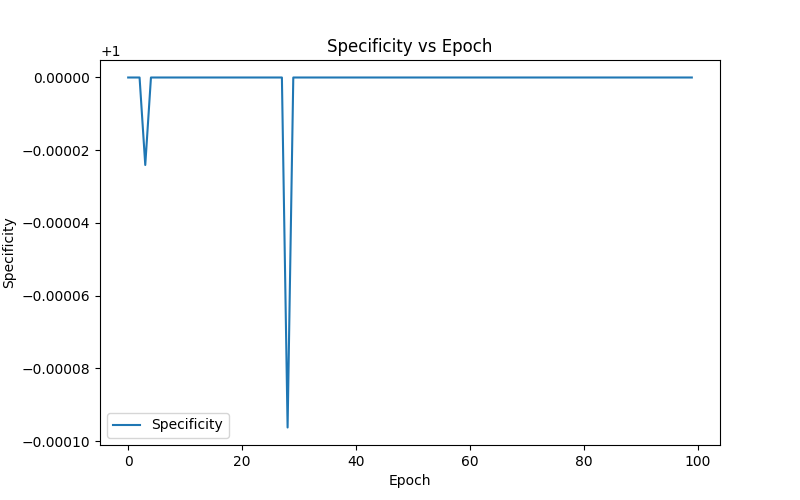 Specificity vs Epoch
+1
0.00000
−0.00002
−0.00004
−0.00006
−0.00008
−0.00010
Specificity
Specificity
0 20 40 60 80 100
Epoch